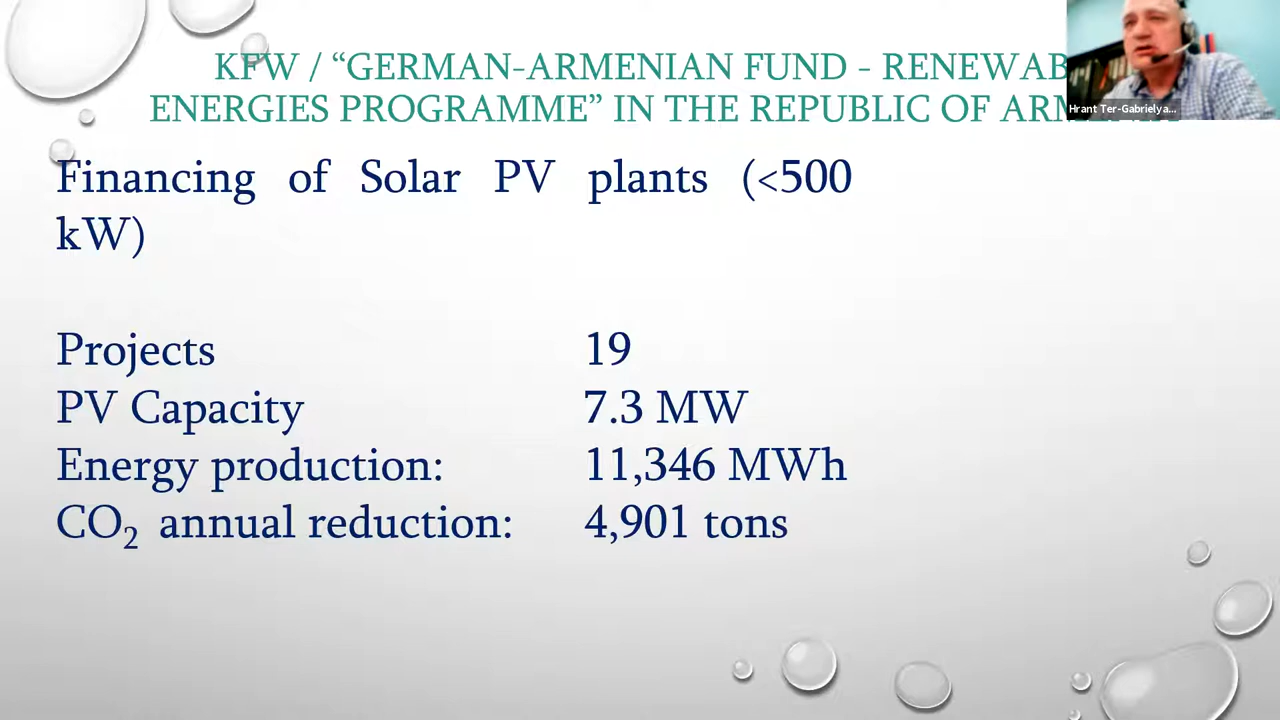 KFW / “GERMAN-ARMENIAN FUND - RENEWAB
ENERGIES PROGRAMME” IN THE REPUBLIC OF
Hrant Ter-Gabrielya...
Financing of Solar PV plants (<500
kW)
Projects 19
PV Capacity 7.3 MW
Energy production: 11,346 MWh
CO₂ annual reduction: 4,901 tons